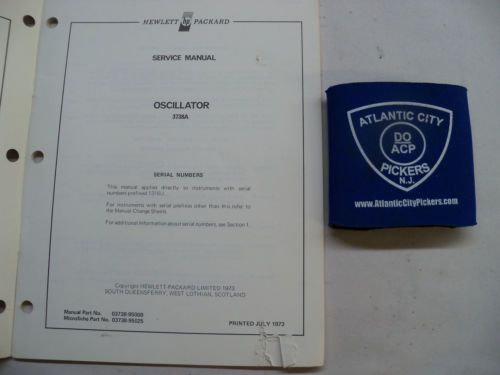 HEWLETT hp PACKARD
SERVICE MANUAL
OSCILLATOR
3738A
SERIAL NUMBERS
This manual applies directly to instruments with serial
numbers prefixed 1316U.
For instruments with serial prefixes other than this refer to
the Manual Change Sheets.
For additional information about serial numbers, see Section 1.
Copyright HEWLETT-PACKARD LIMITED 1973
SOUTH QUEENSFERRY, WEST LOTHIAN, SCOTLAND
Manual Part No. 03738-95000
Microfiche Part No. 03738-95025
PRINTED JULY 1973
ATLANTIC CITY
DO
ACP
PICKERS
N.J.
www.AtlanticCityPickers.com